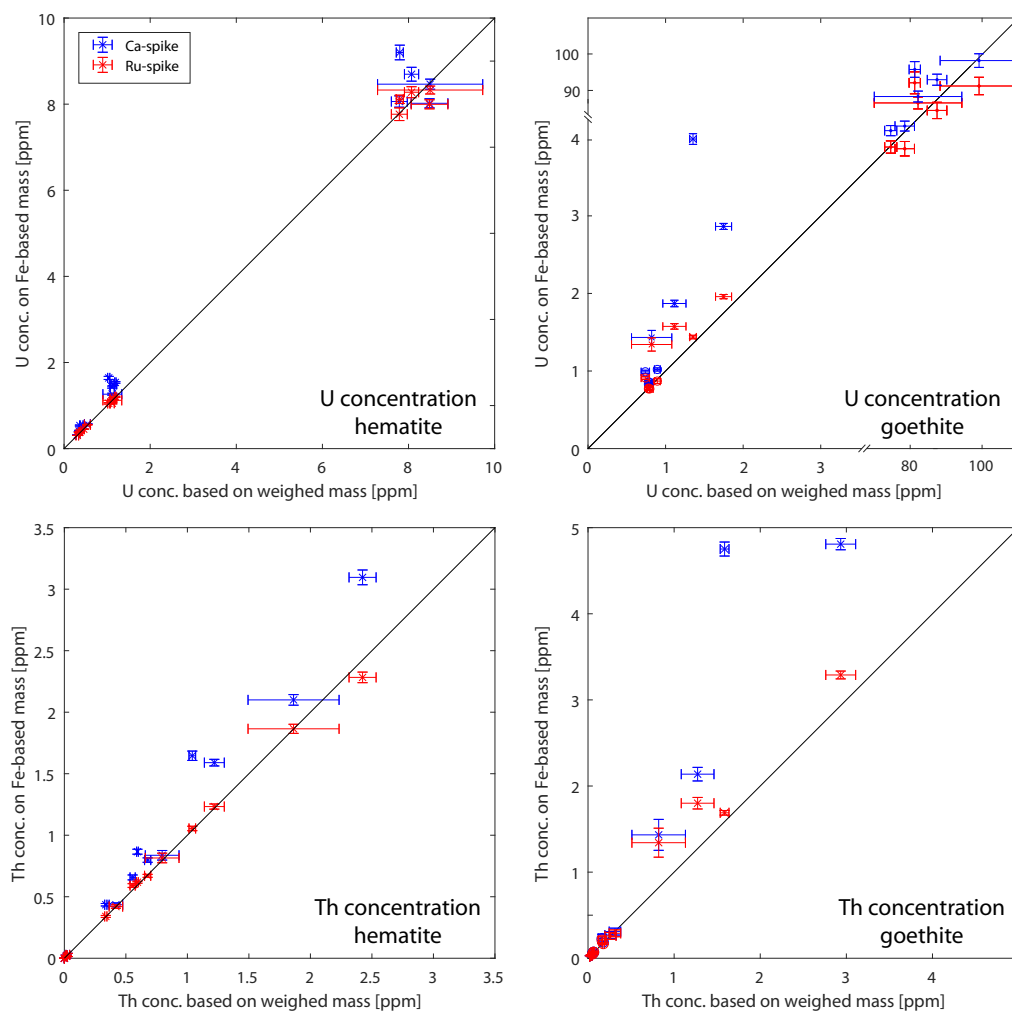 10
8
6
4
2
0
U conc. on Fe-based mass [ppm]
Ca-spike
Ru-spike
U concentration
hematite
0 2 4 6 8 10
U conc. based on weighed mass [ppm]
100
90
4
3
2
1
0
U conc. on Fe-based mass [ppm]
U concentration
goethite
0 1 2 3 80 100
U conc. based on weighed mass [ppm]
3.5
3
2.5
2
1.5
1
0.5
0
Th conc. on Fe-based mass [ppm]
Th concentration
hematite
0 0.5 1 1.5 2 2.5 3 3.5
Th conc. based on weighed mass [ppm]
5
4
3
2
1
0
Th conc. on Fe-based mass [ppm]
Th concentration
goethite
0 1 2 3 4
Th conc. based on weighed mass [ppm]